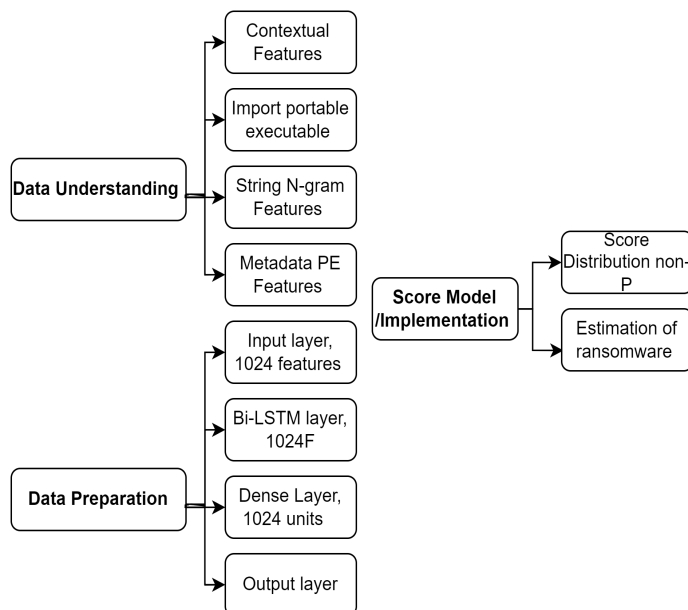 Data Understanding
Contextual
Features
Import portable
executable
String N-gram
Features
Metadata PE
Features
Data Preparation
Input layer,
1024 features
Bi-LSTM layer,
1024F
Dense Layer,
1024 units
Output layer
Score Model
/Implementation
Score
Distribution non-
P
Estimation of
ransomware